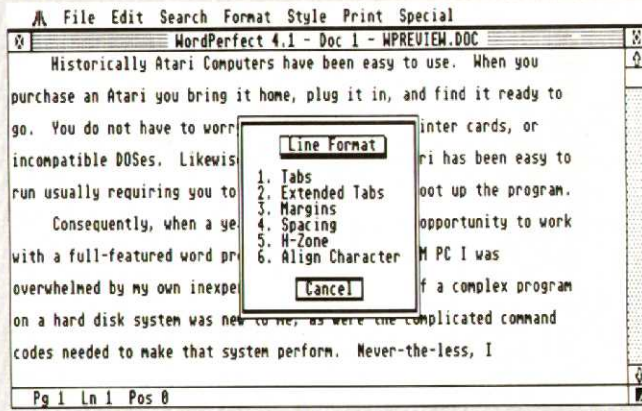 File Edit Search Format Style Print Special
WordPerfect 4.1 - Doc 1 - WPREVIEW.DOC
Historically Atari Computers have been easy to use. When you
purchase an Atari you bring it home, plug it in, and find it ready to
go. You do not have to worr inter cards, or
incompatible DOSes. Likewis ri has been easy to
run usually requiring you to oot up the program.
Consequently, when a ye opportunity to work
with a full-featured word pr M PC I was
overwhelmed by my own inexpe f a complex program
on a hard disk system was new to me, as were the complicated command
codes needed to make that system perform. Never-the-less, I
Line Format
1. Tabs
2. Extended Tabs
3. Margins
4. Spacing
5. H-Zone
6. Align Character
Cancel
Pg 1 Ln 1 Pos 0